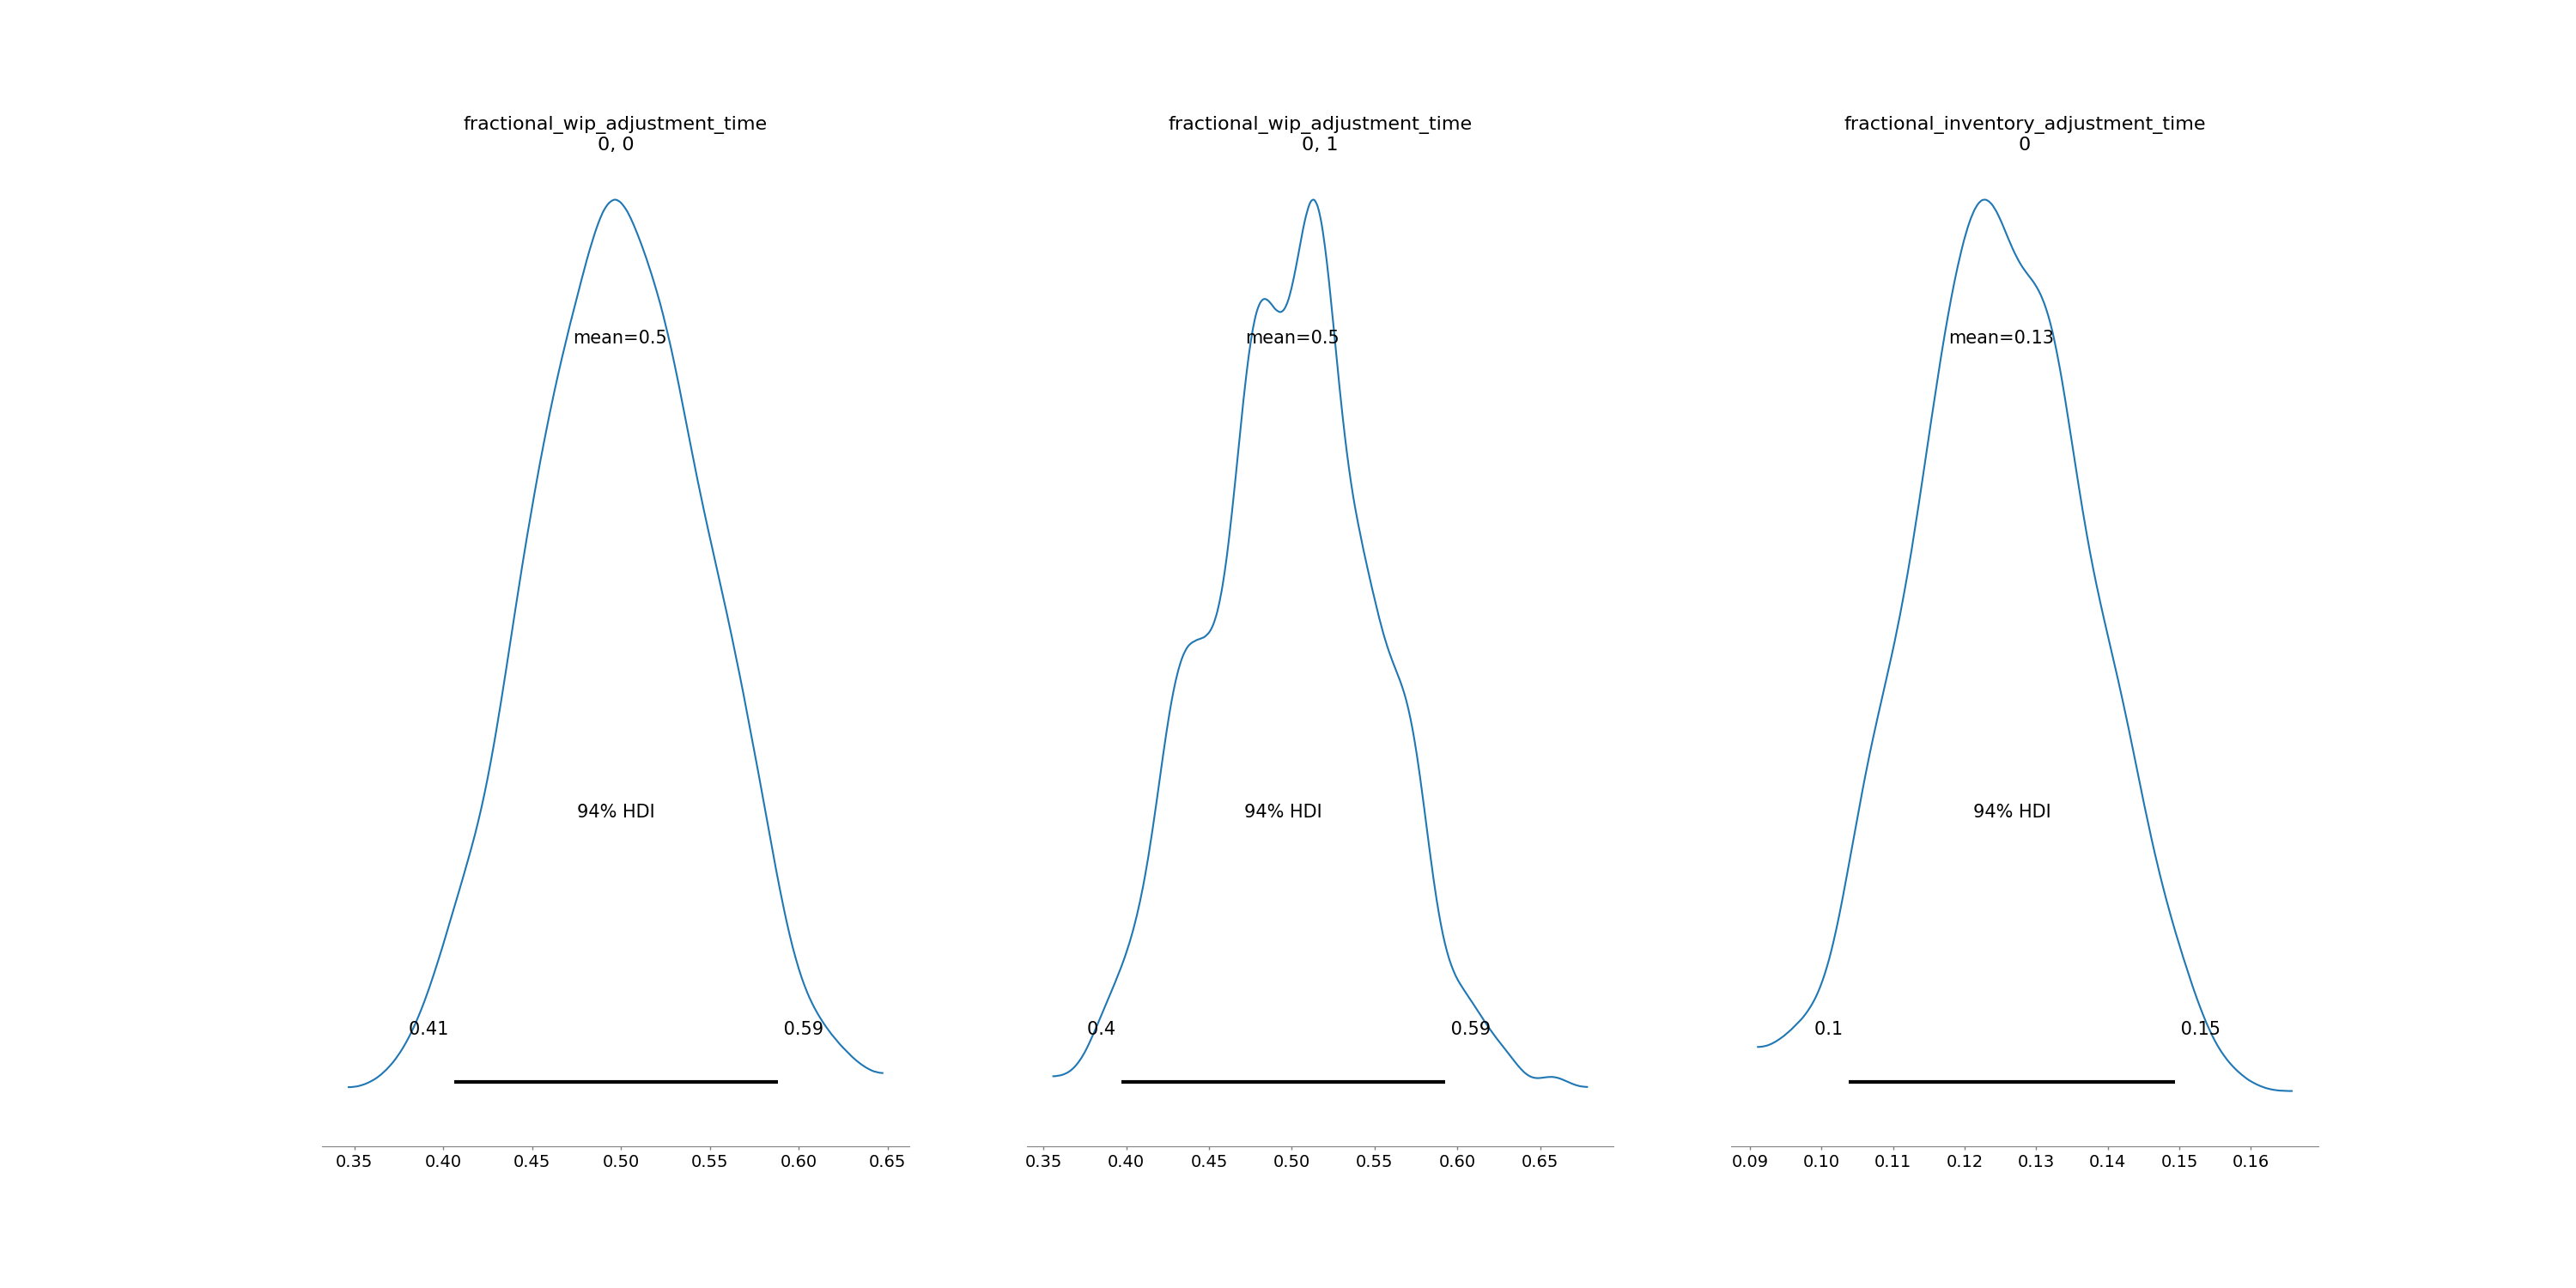 fractional_wip_adjustment_time
0, 0
mean=0.5
94% HDI
0.41
0.59
0.35 0.40 0.45 0.50 0.55 0.60 0.65
fractional_wip_adjustment_time
0, 1
mean=0.5
94% HDI
0.4
0.59
0.35 0.40 0.45 0.50 0.55 0.60 0.65
fractional_inventory_adjustment_time
0
mean=0.13
94% HDI
0.1
0.15
0.09 0.10 0.11 0.12 0.13 0.14 0.15 0.16